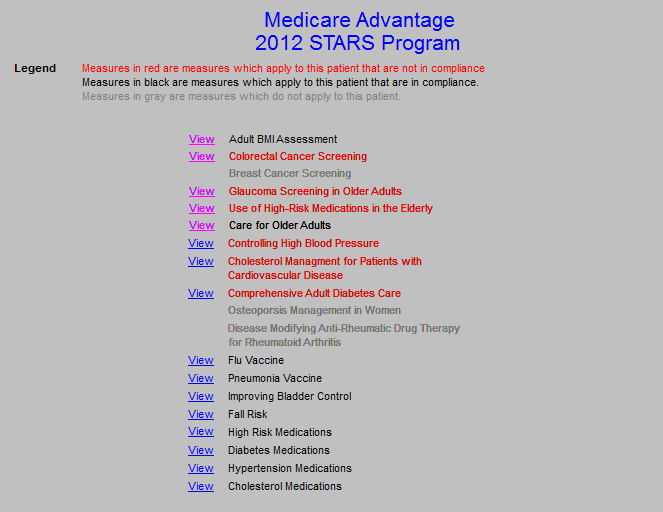 Medicare Advantage
2012 STARS Program
Legend
Measures in red are measures which apply to this patient that are not in compliance
Measures in black are measures which apply to this patient that are in compliance.
Measures in gray are measures which do not apply to this patient.
View Adult BMI Assessment
View Colorectal Cancer Screening
Breast Cancer Screening
View Glaucoma Screening in Older Adults
View Use of High-Risk Medications in the Elderly
View Care for Older Adults
View Controlling High Blood Pressure
View Cholesterol Managment for Patients with
Cardiovascular Disease
View Comprehensive Adult Diabetes Care
Osteoporsis Management in Women
Disease Modifying Anti-Rheumatic Drug Therapy
for Rheumatoid Arthritis
View Flu Vaccine
View Pneumonia Vaccine
View Improving Bladder Control
View Fall Risk
View High Risk Medications
View Diabetes Medications
View Hypertension Medications
View Cholesterol Medications